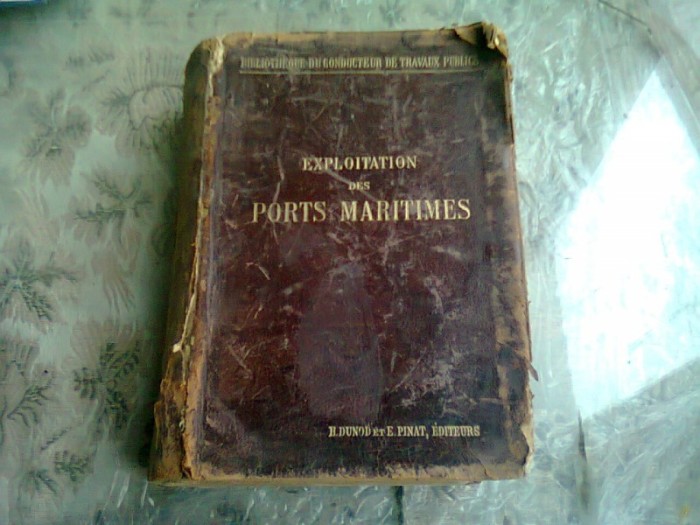 BIBLIOTHÈQUE DU CONDUCTEUR DE TRAVAUX PUBLICS
EXPLOITATION
DES
PORTS MARITIMES
H. DUNOD ET E. PINAT, ÉDITEURS